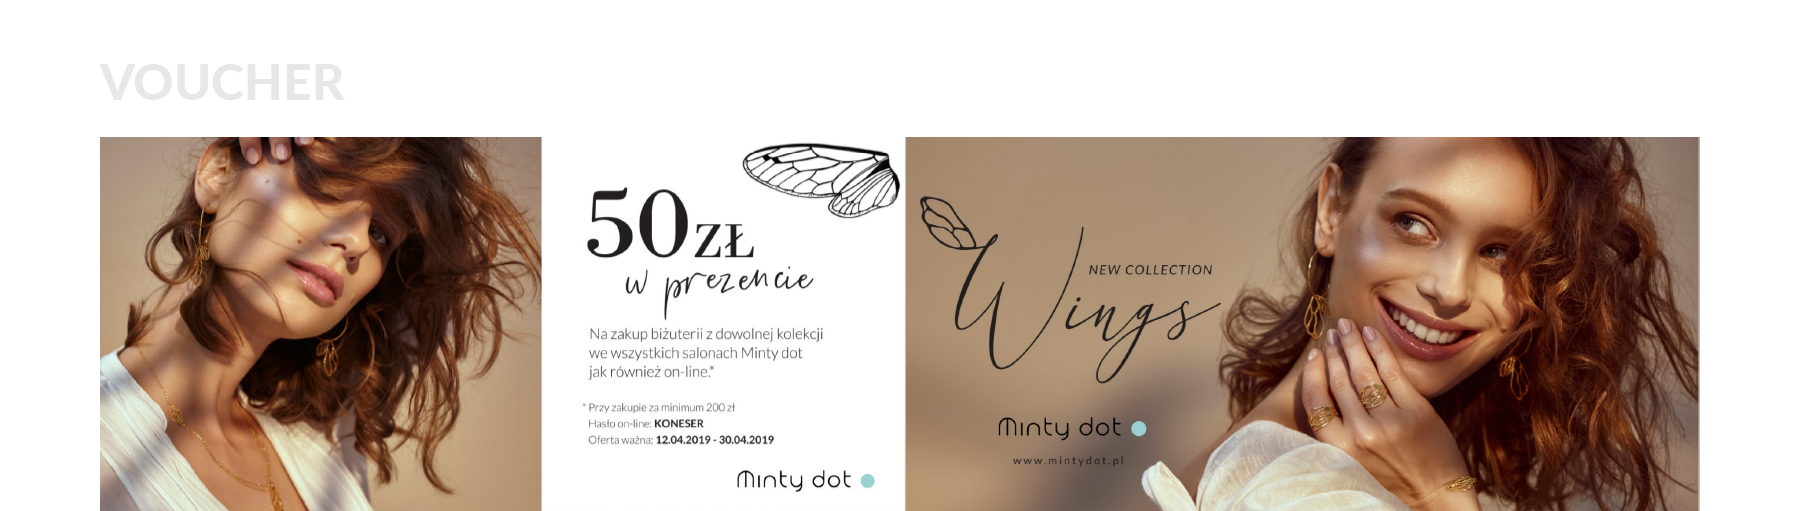 VOUCHER
50 ZŁ
w prezencie
Na zakup biżuterii z dowolnej kolekcji
we wszystkich salonach Minty dot
jak również on-line.*
* Przy zakupie za minimum 200 zł
Hasło on-line: KONESER
Oferta ważna: 12.04.2019 - 30.04.2019
Minty dot
NEW COLLECTION
Wings
Minty dot
www.mintydot.pl